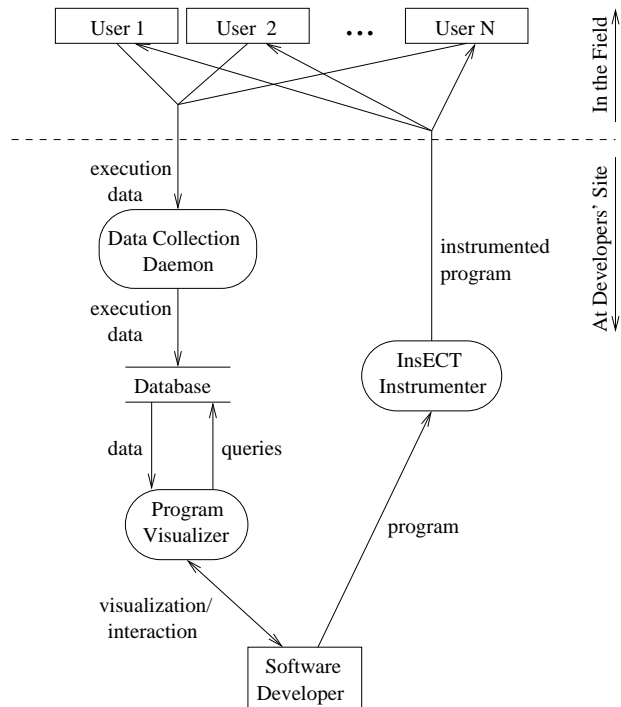 User 1
User 2
...
User N
In the Field
At Developers' Site
execution
data
Data Collection
Daemon
instrumented
program
execution
data
InsECT
Instrumenter
Database
data
queries
Program
Visualizer
program
visualization/
interaction
Software
Developer